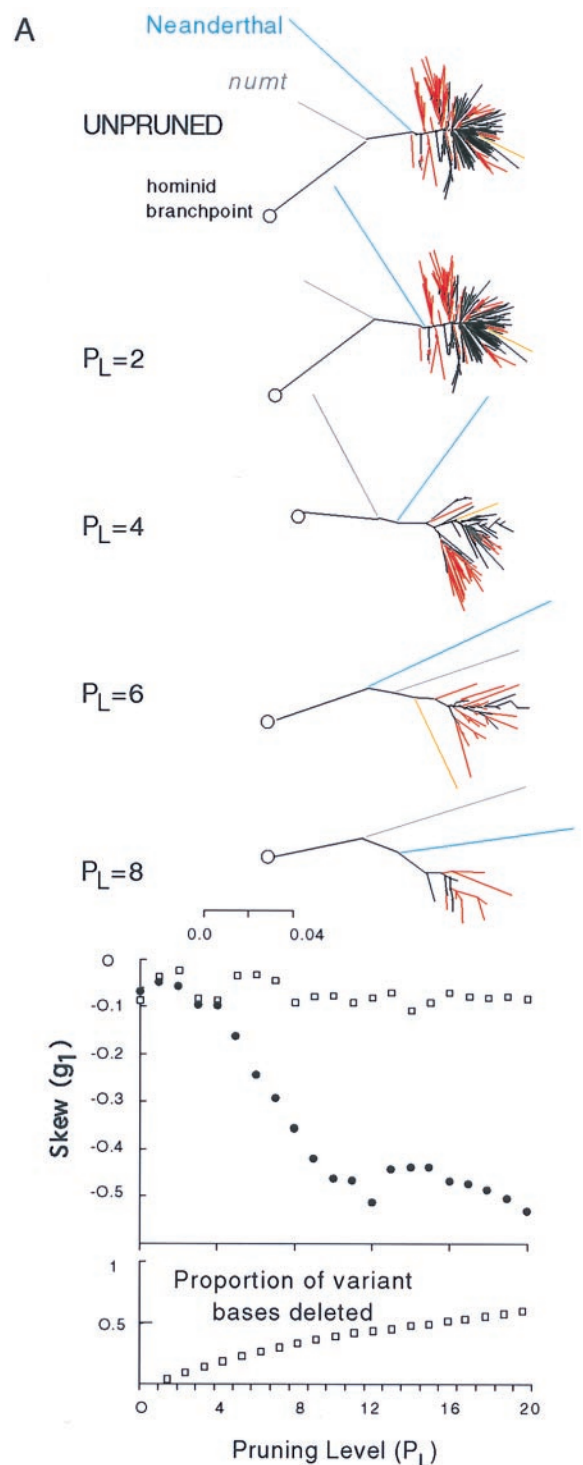 A
Neanderthal
numt
UNPRUNED
hominid
branchpoint
P_L=2
P_L=4
P_L=6
P_L=8
0.0 0.04
0
-0.1
-0.2
-0.3
-0.4
-0.5
Skew (g1)
1
0.5
Proportion of variant
bases deleted
0 4 8 12 16 20
Pruning Level (P_L)